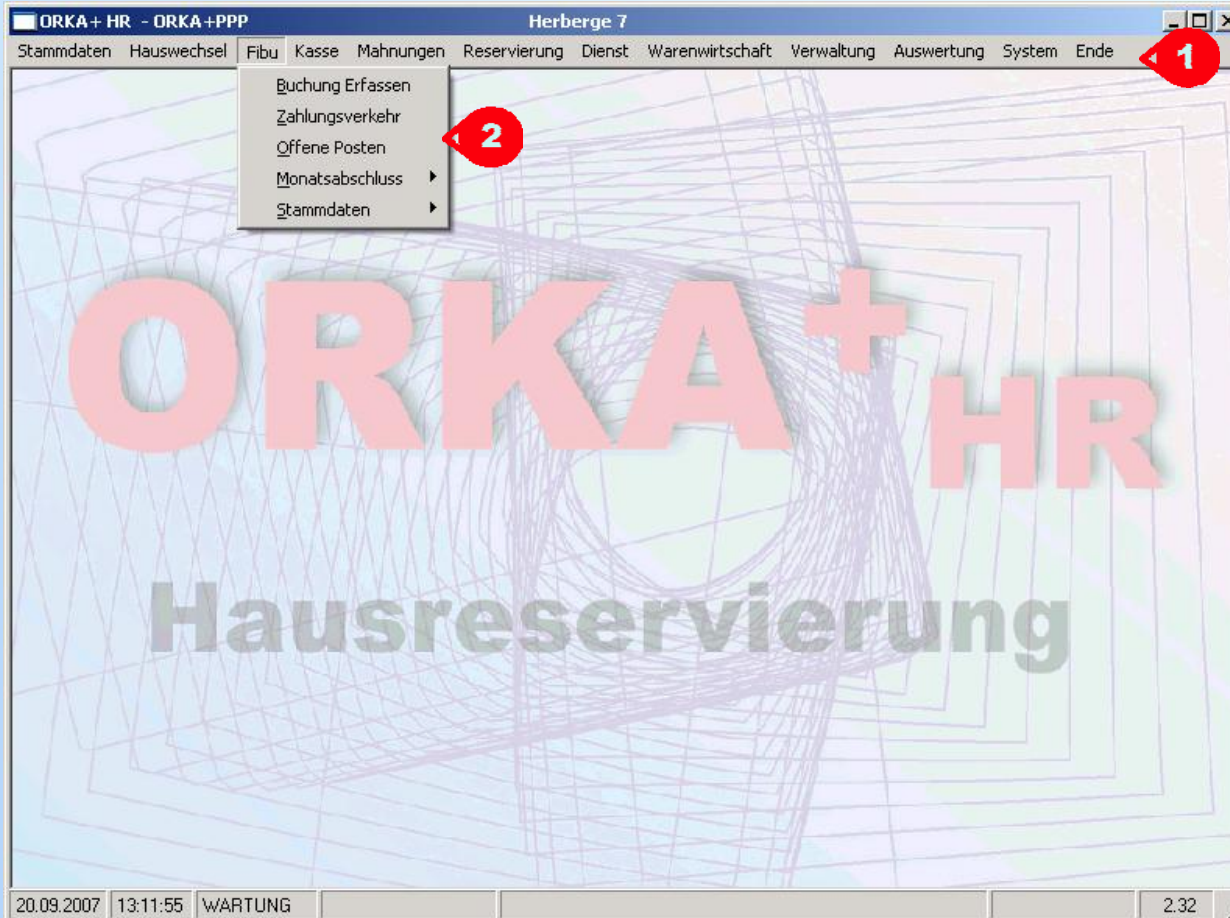 ORKA+ HR - ORKA+PPP Herberge 7
Stammdaten Hauswechsel Fibu Kasse Mahnungen Reservierung Dienst Warenwirtschaft Verwaltung Auswertung System Ende
1
Buchung Erfassen
Zahlungsverkehr
2
Offene Posten
Monatsabschluss
Stammdaten
ORKA+HR
Hausreservierung
20.09.2007 13:11:55 WARTUNG 2.32